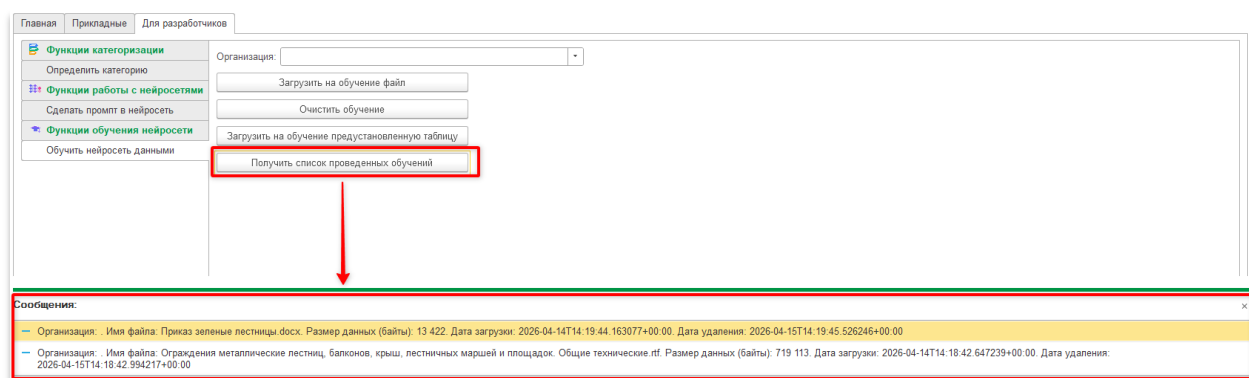 Главная Прикладные Для разработчиков
Функции категоризации
Определить категорию
Функции работы с нейросетями
Сделать промпт в нейросеть
Функции обучения нейросети
Обучить нейросеть данными
Организация:
Загрузить на обучение файл
Очистить обучение
Загрузить на обучение предустановленную таблицу
Получить список проведенных обучений
Сообщения:
Организация: . Имя файла: Приказ зеленые лестницы.docx. Размер данных (байты): 13 422. Дата загрузки: 2026-04-14T14:19:44.163077+00:00. Дата удаления: 2026-04-15T14:19:45.526246+00:00
Организация: . Имя файла: Ограждения металлические лестниц, балконов, крыш, лестничных маршей и площадок. Общие технические.rtf. Размер данных (байты): 719 113. Дата загрузки: 2026-04-14T14:18:42.647239+00:00. Дата удаления:
2026-04-15T14:18:42.994217+00:00